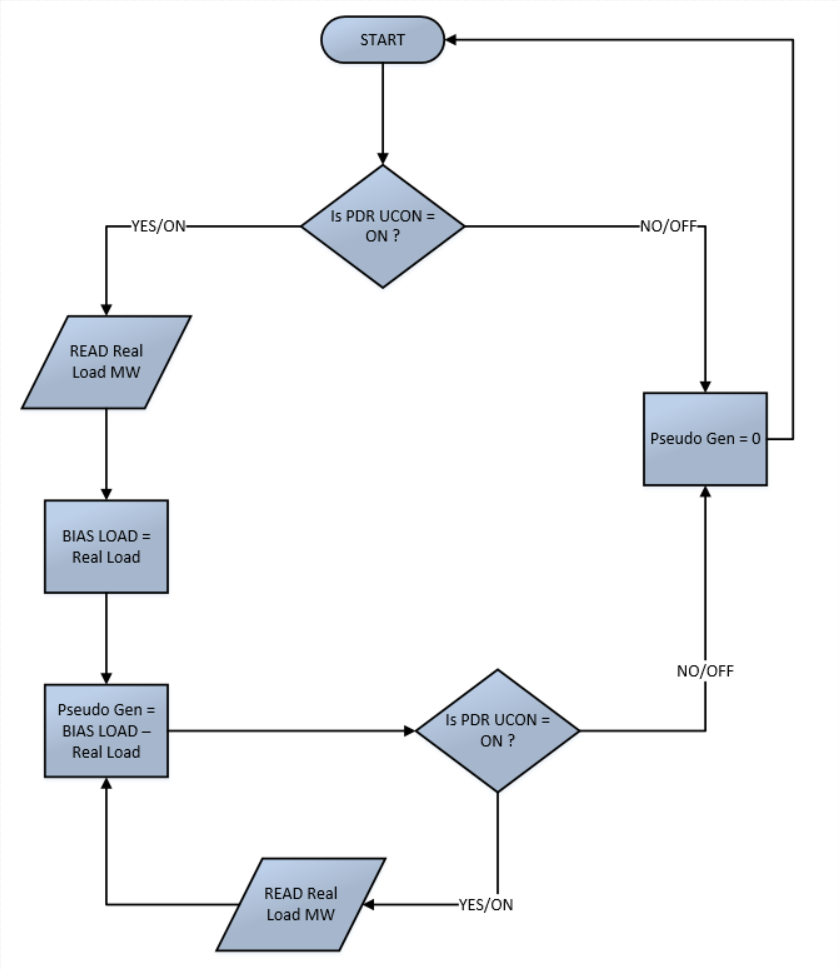 START
Is PDR UCON =
ON ?
YES/ON
NO/OFF
READ Real
Load MW
Pseudo Gen = 0
BIAS LOAD =
Real Load
Pseudo Gen =
BIAS LOAD –
Real Load
Is PDR UCON =
ON ?
NO/OFF
YES/ON
READ Real
Load MW